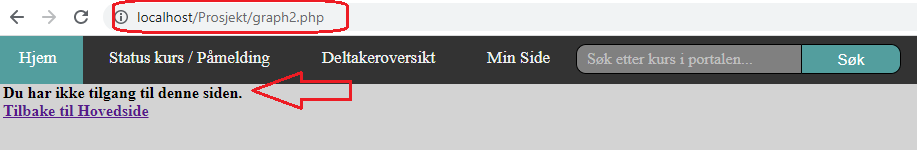 localhost/Prosjekt/graph2.php
Hjem Status kurs / Påmelding Deltakeroversikt Min Side Søk etter kurs i portalen... Søk
Du har ikke tilgang til denne siden.
Tilbake til Hovedside